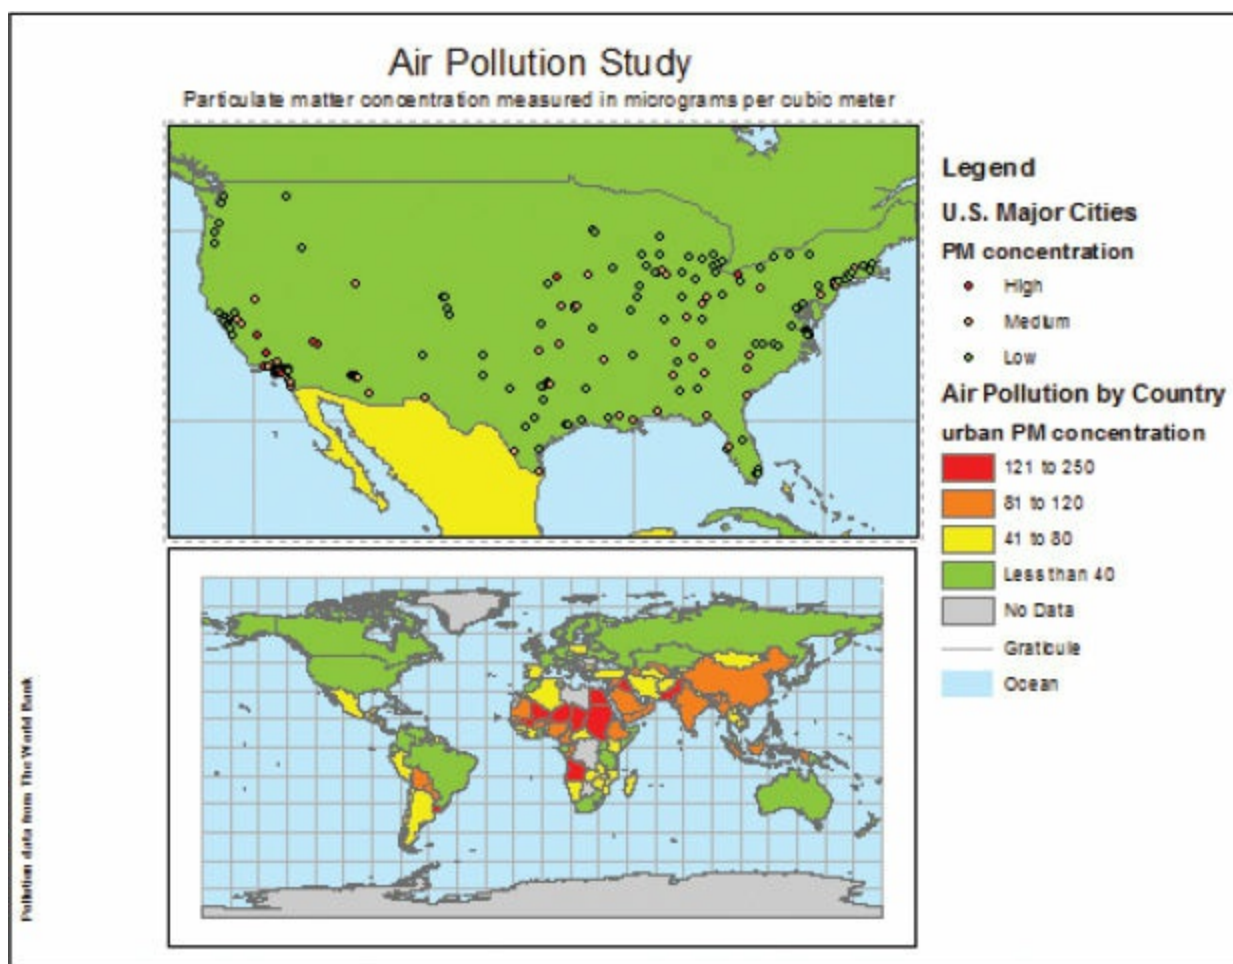 Air Pollution Study
Particulate matter concentration measured in micrograms per cubic meter
Legend
U.S. Major Cities
PM concentration
High
Medium
Low
Air Pollution by Country
urban PM concentration
121 to 250
81 to 120
41 to 80
Less than 40
No Data
Graticule
Ocean
Pollution data from The World Bank